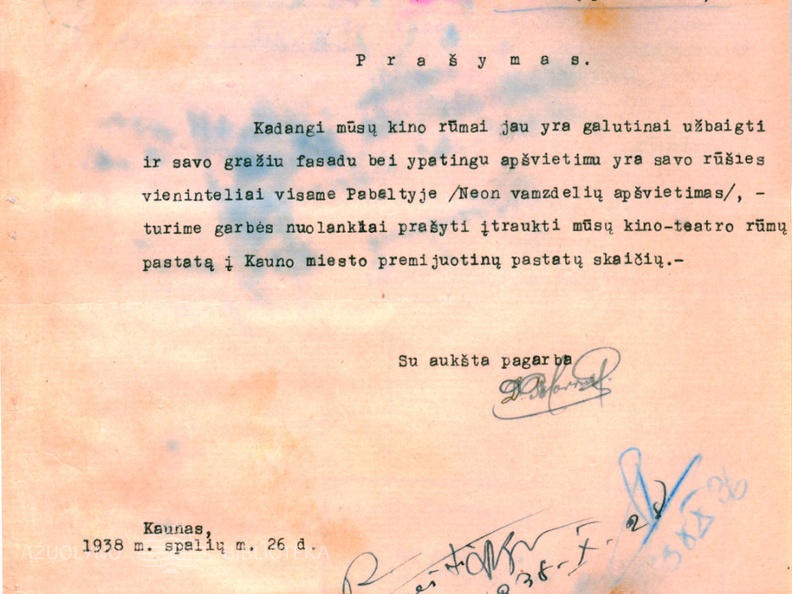 P r a š y m a s.
Kadangi mūsų kino rūmai jau yra galutinai užbaigti
ir savo gražiu fasadu bei ypatingu apšvietimu yra savo rūšies
vieninteliai visame Pabaltyje /Neon vamzdelių apšvietimas/, -
turime garbės nuolankiai prašyti įtraukti mūsų kino-teatro rūmų
pastatą į Kauno miesto premijuotinų pastatų skaičių.-
Su aukšta pagarba
Kaunas,
1938 m. spalių m. 26 d.
AŽUOLYNO BIBLIOTEKA